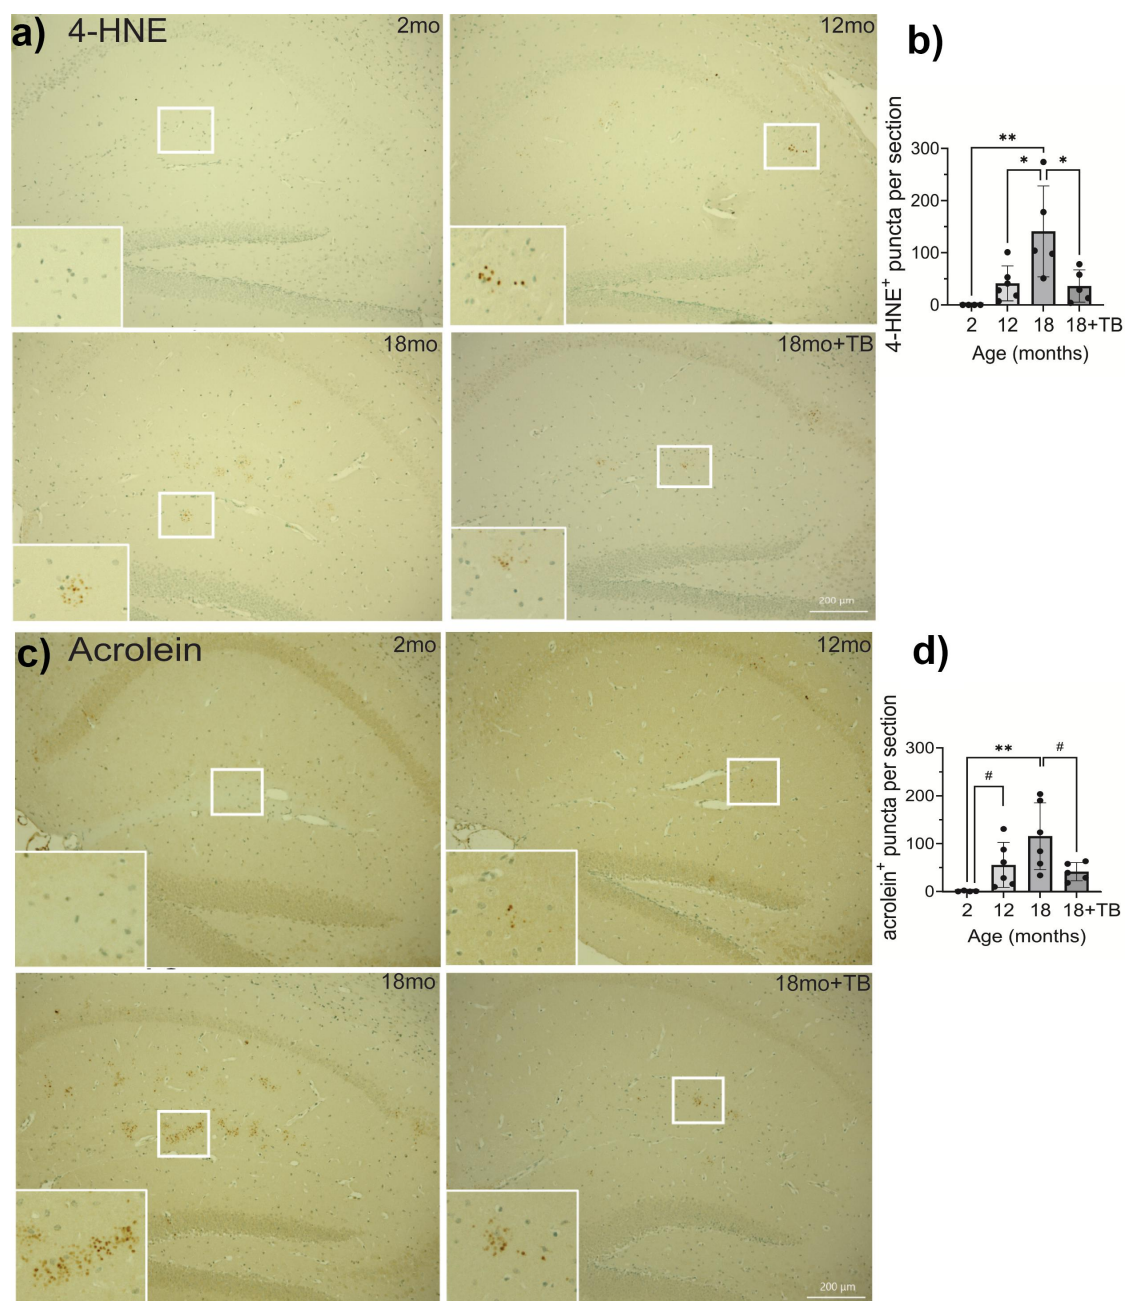 a) 4-HNE
2mo
12mo
18mo
18mo+TB
200 µm
b)
4-HNE+ puncta per section
300
200
100
0
** 
* *
2 12 18 18+TB
Age (months)
c) Acrolein
2mo
12mo
18mo
18mo+TB
200 µm
d)
acrolein+ puncta per section
300
200
100
0
** #
#
2 12 18 18+TB
Age (months)